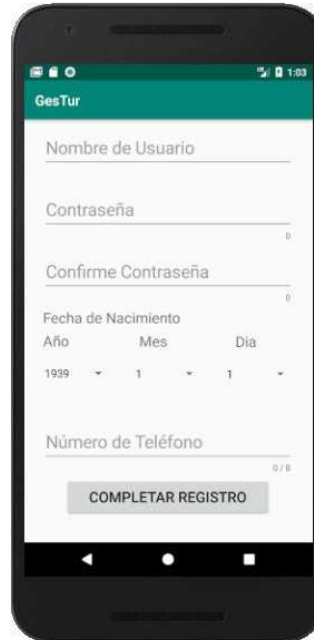 1:03
GesTur
Nombre de Usuario
Contraseña
0
Confirme Contraseña
0
Fecha de Nacimiento
Año Mes Dia
1939 1 1
Número de Teléfono
0 / 8
COMPLETAR REGISTRO